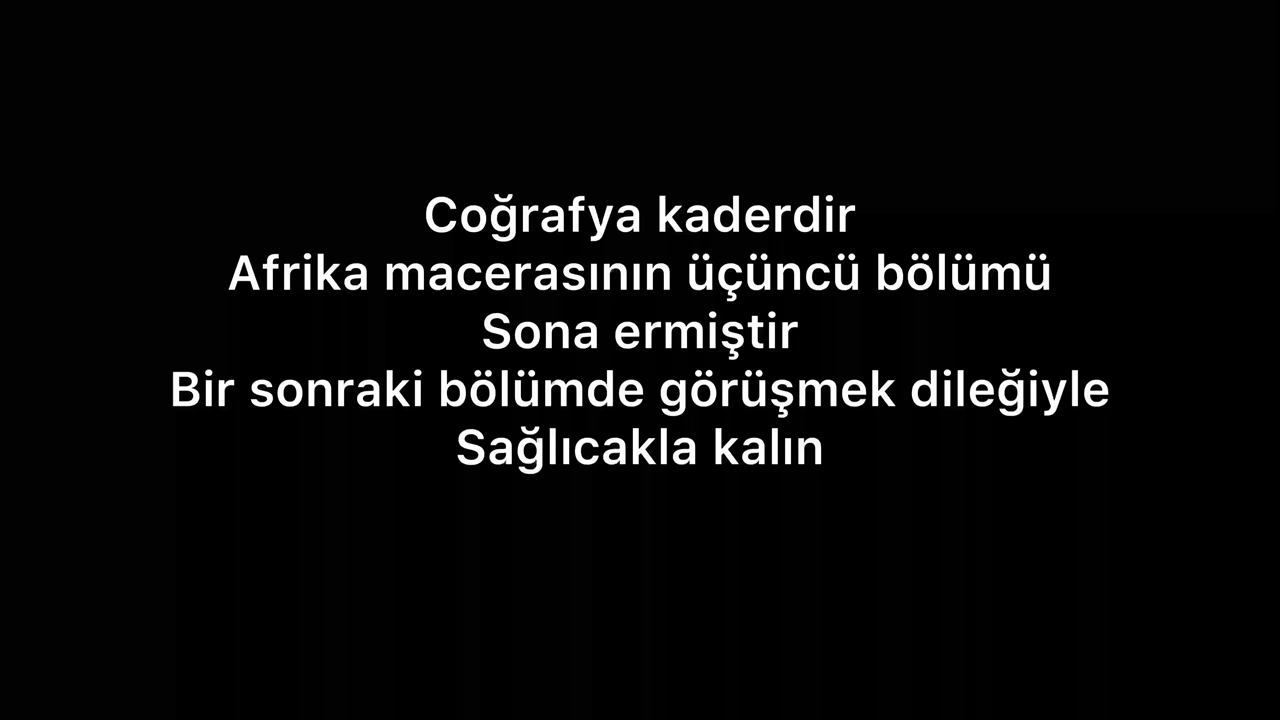 Coğrafya kaderdir
Afrika macerasının üçüncü bölümü
Sona ermiştir
Bir sonraki bölümde görüşmek dileğiyle
Sağlıcakla kalın